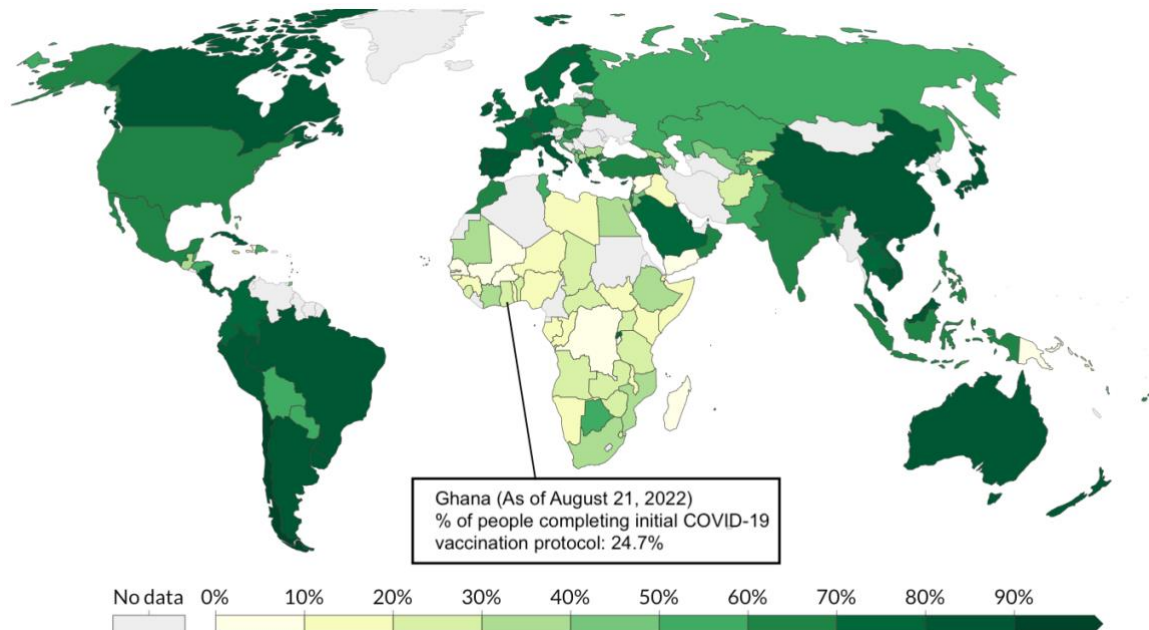 Ghana (As of August 21, 2022)
% of people completing initial COVID-19
vaccination protocol: 24.7%
No data 0% 10% 20% 30% 40% 50% 60% 70% 80% 90%